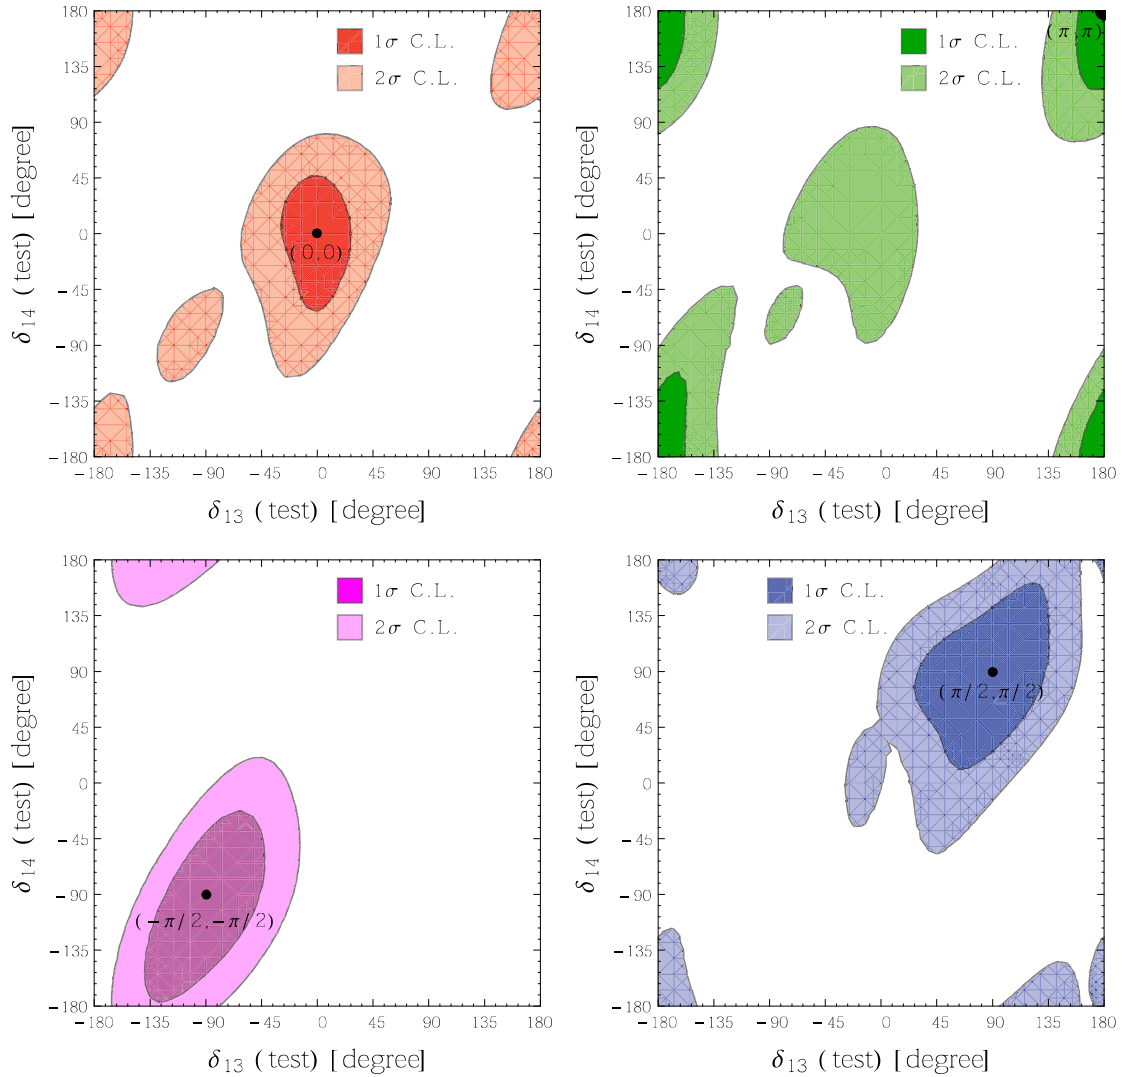 180
135
90
45
0
−45
−90
−135
−180
δ14 (test) [degree]
1σ C.L.
2σ C.L.
(0,0)
−180 −135 −90 −45 0 45 90 135 180
δ13 (test) [degree]
180
135
90
45
0
−45
−90
−135
−180
δ14 (test) [degree]
1σ C.L.
2σ C.L.
(π,π)
−180 −135 −90 −45 0 45 90 135 180
δ13 (test) [degree]
180
135
90
45
0
−45
−90
−135
−180
δ14 (test) [degree]
1σ C.L.
2σ C.L.
(−π/2,−π/2)
−180 −135 −90 −45 0 45 90 135 180
δ13 (test) [degree]
180
135
90
45
0
−45
−90
−135
−180
δ14 (test) [degree]
1σ C.L.
2σ C.L.
(π/2,π/2)
−180 −135 −90 −45 0 45 90 135 180
δ13 (test) [degree]